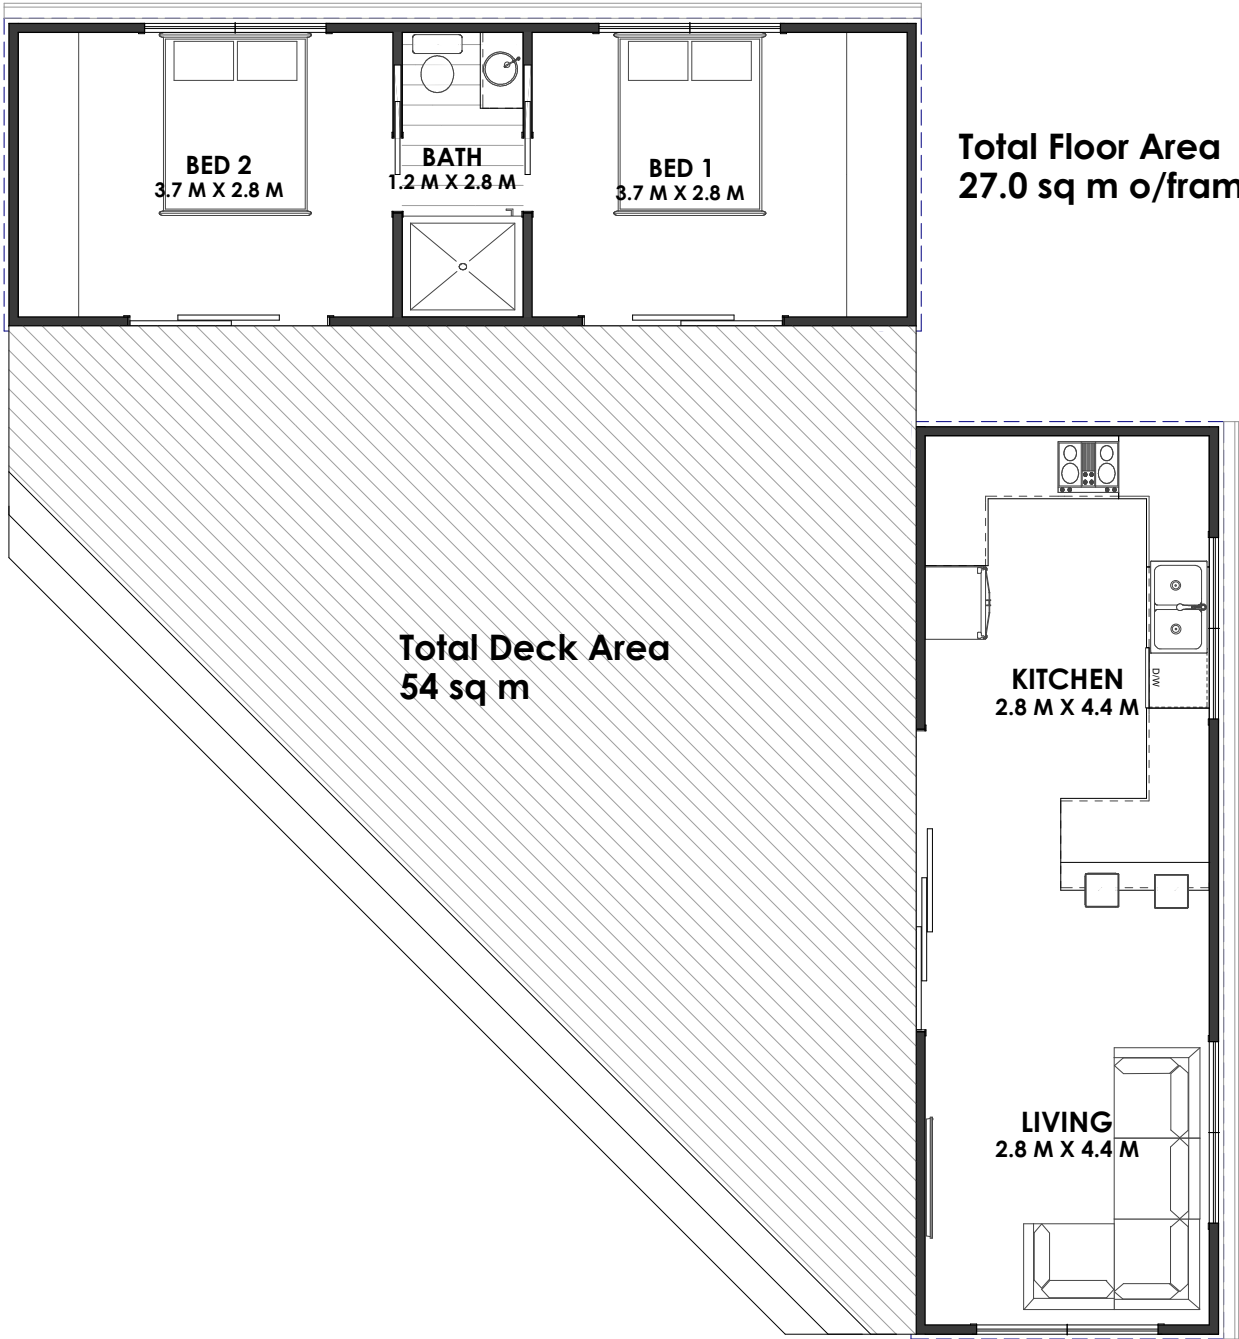 BED 2
3.7 M X 2.8 M
BATH
1.2 M X 2.8 M
BED 1
3.7 M X 2.8 M
Total Floor Area
27.0 sq m o/fram
Total Deck Area
54 sq m
KITCHEN
2.8 M X 4.4 M
D/W
LIVING
2.8 M X 4.4 M